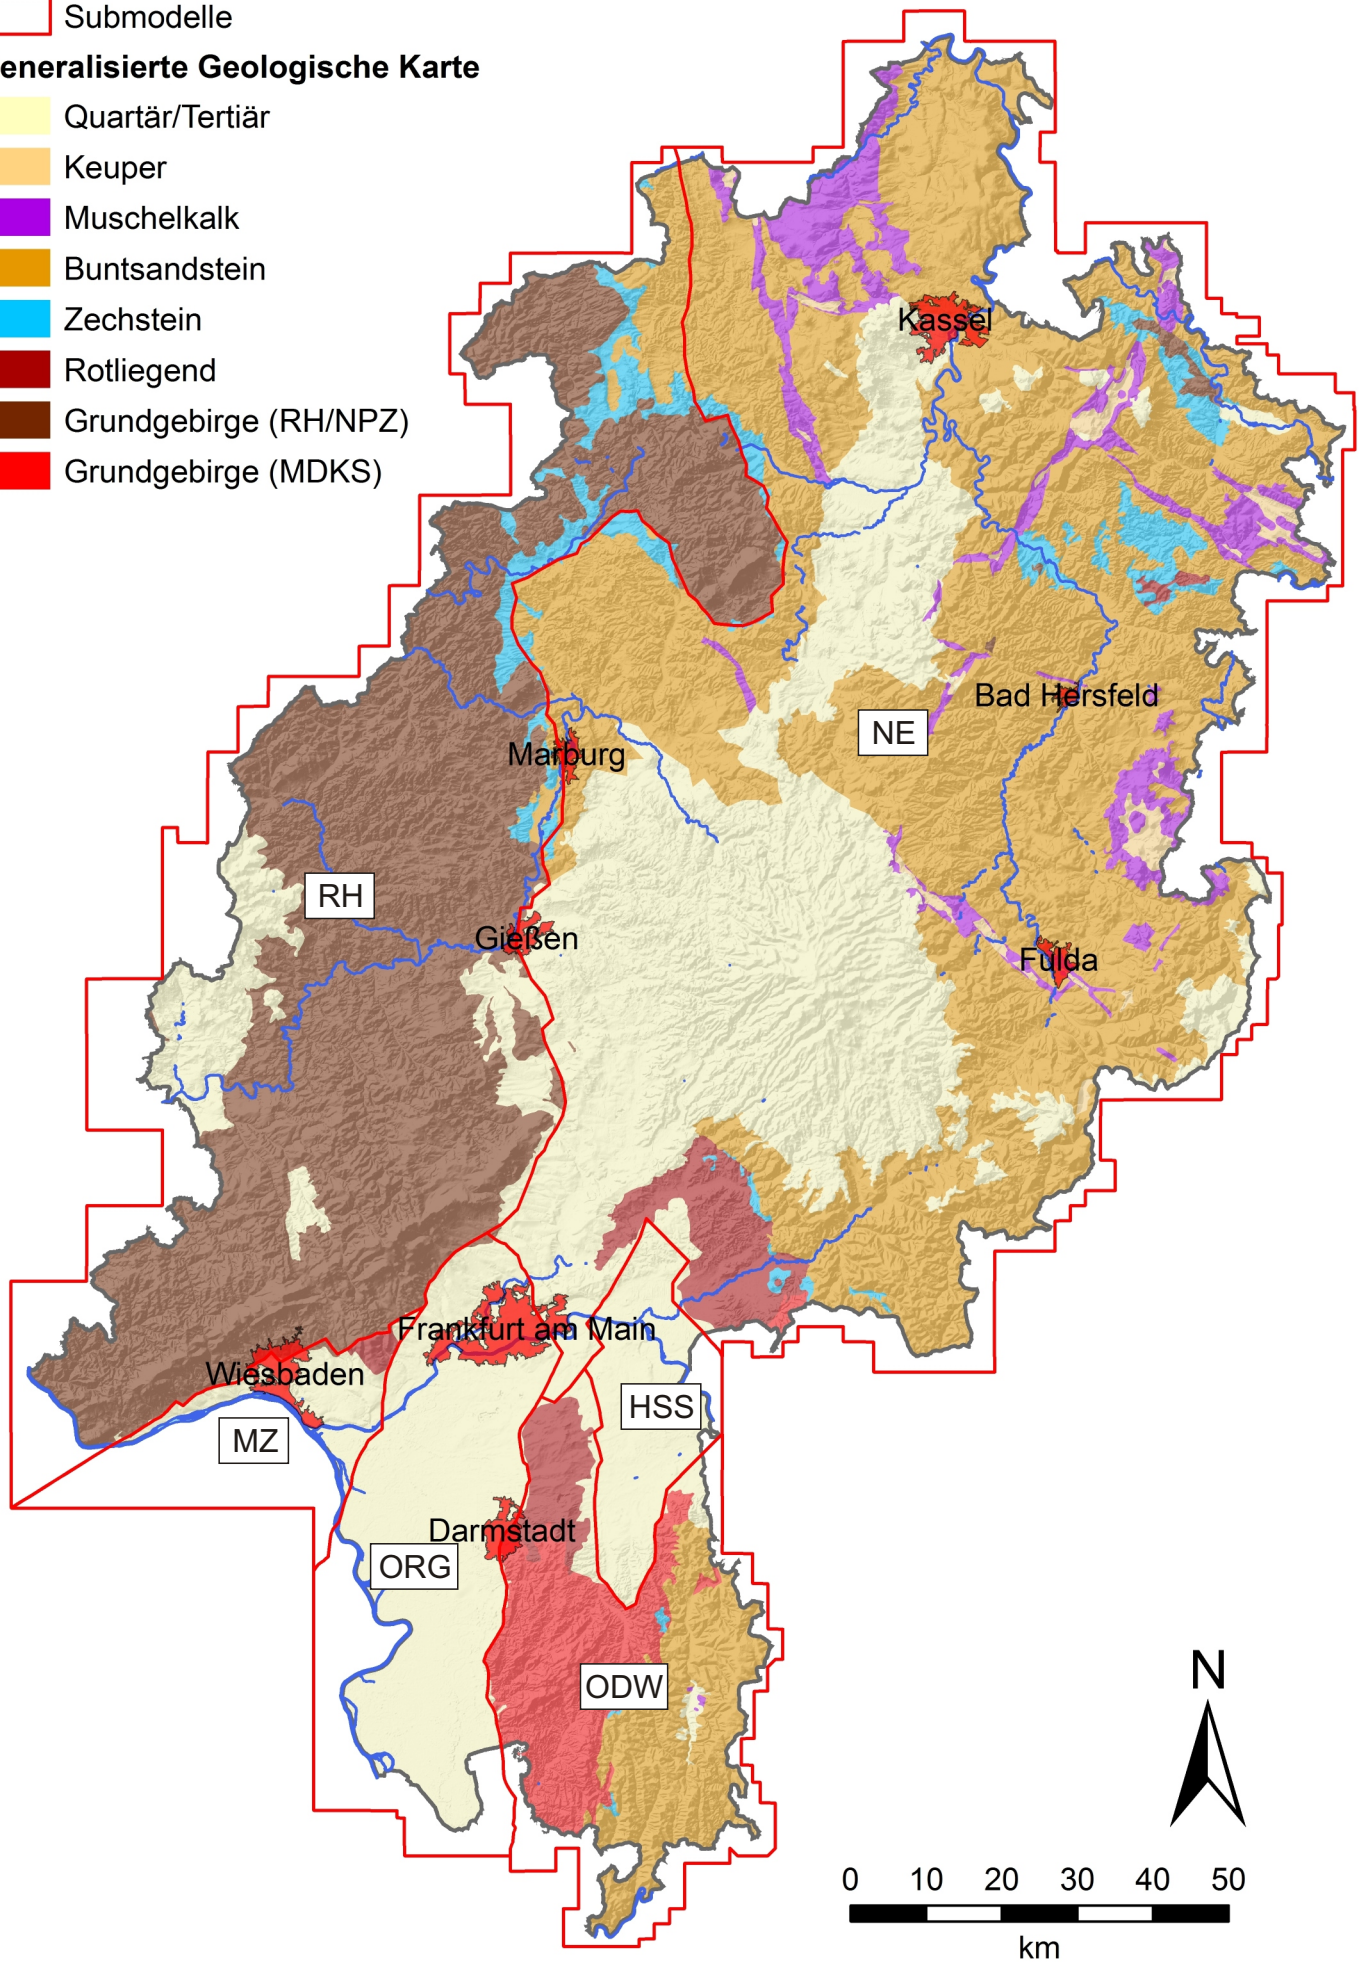 Submodelle
eneralisierte Geologische Karte
Quartär/Tertiär
Keuper
Muschelkalk
Buntsandstein
Zechstein
Rotliegend
Grundgebirge (RH/NPZ)
Grundgebirge (MDKS)
Kassel
Bad Hersfeld
NE
Marburg
RH
Gießen
Fulda
Frankfurt am Main
Wiesbaden
HSS
MZ
Darmstadt
ORG
ODW
N
0 10 20 30 40 50
km